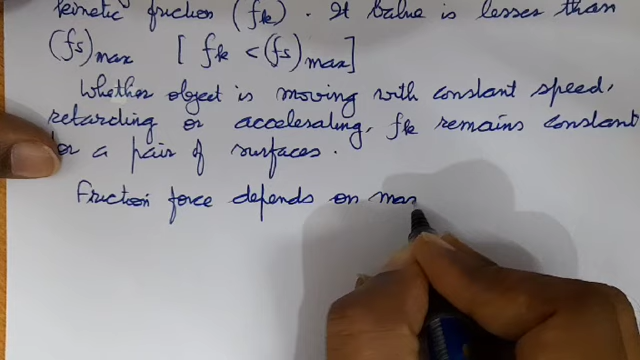 kinetic friction (fk). It value is lesser than
(fs)max [fk < (fs)max]
Whether object is moving with constant speed,
retarding or accelerating, fk remains constant
for a pair of surfaces.
Friction force depends on mas